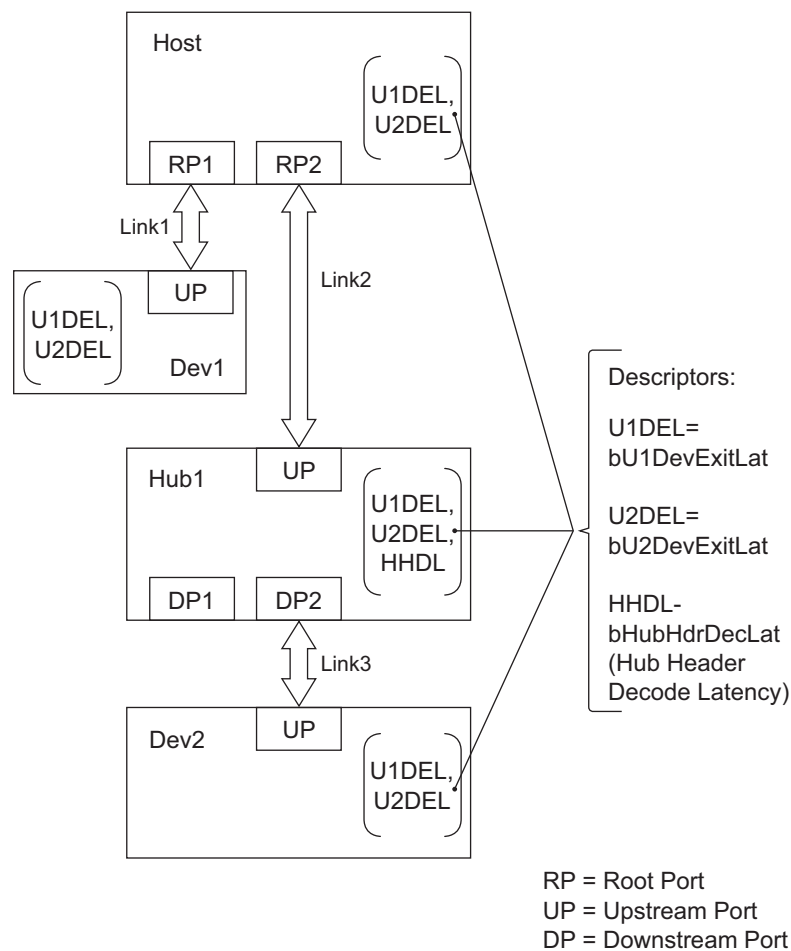 Host
U1DEL,
U2DEL
RP1
RP2
Link1
Link2
UP
U1DEL,
U2DEL
Dev1
Descriptors:
U1DEL=
bU1DevExitLat
U2DEL=
bU2DevExitLat
HHDL-
bHubHdrDecLat
(Hub Header
Decode Latency)
Hub1
UP
U1DEL,
U2DEL,
HHDL
DP1
DP2
Link3
Dev2
UP
U1DEL,
U2DEL
RP = Root Port
UP = Upstream Port
DP = Downstream Port